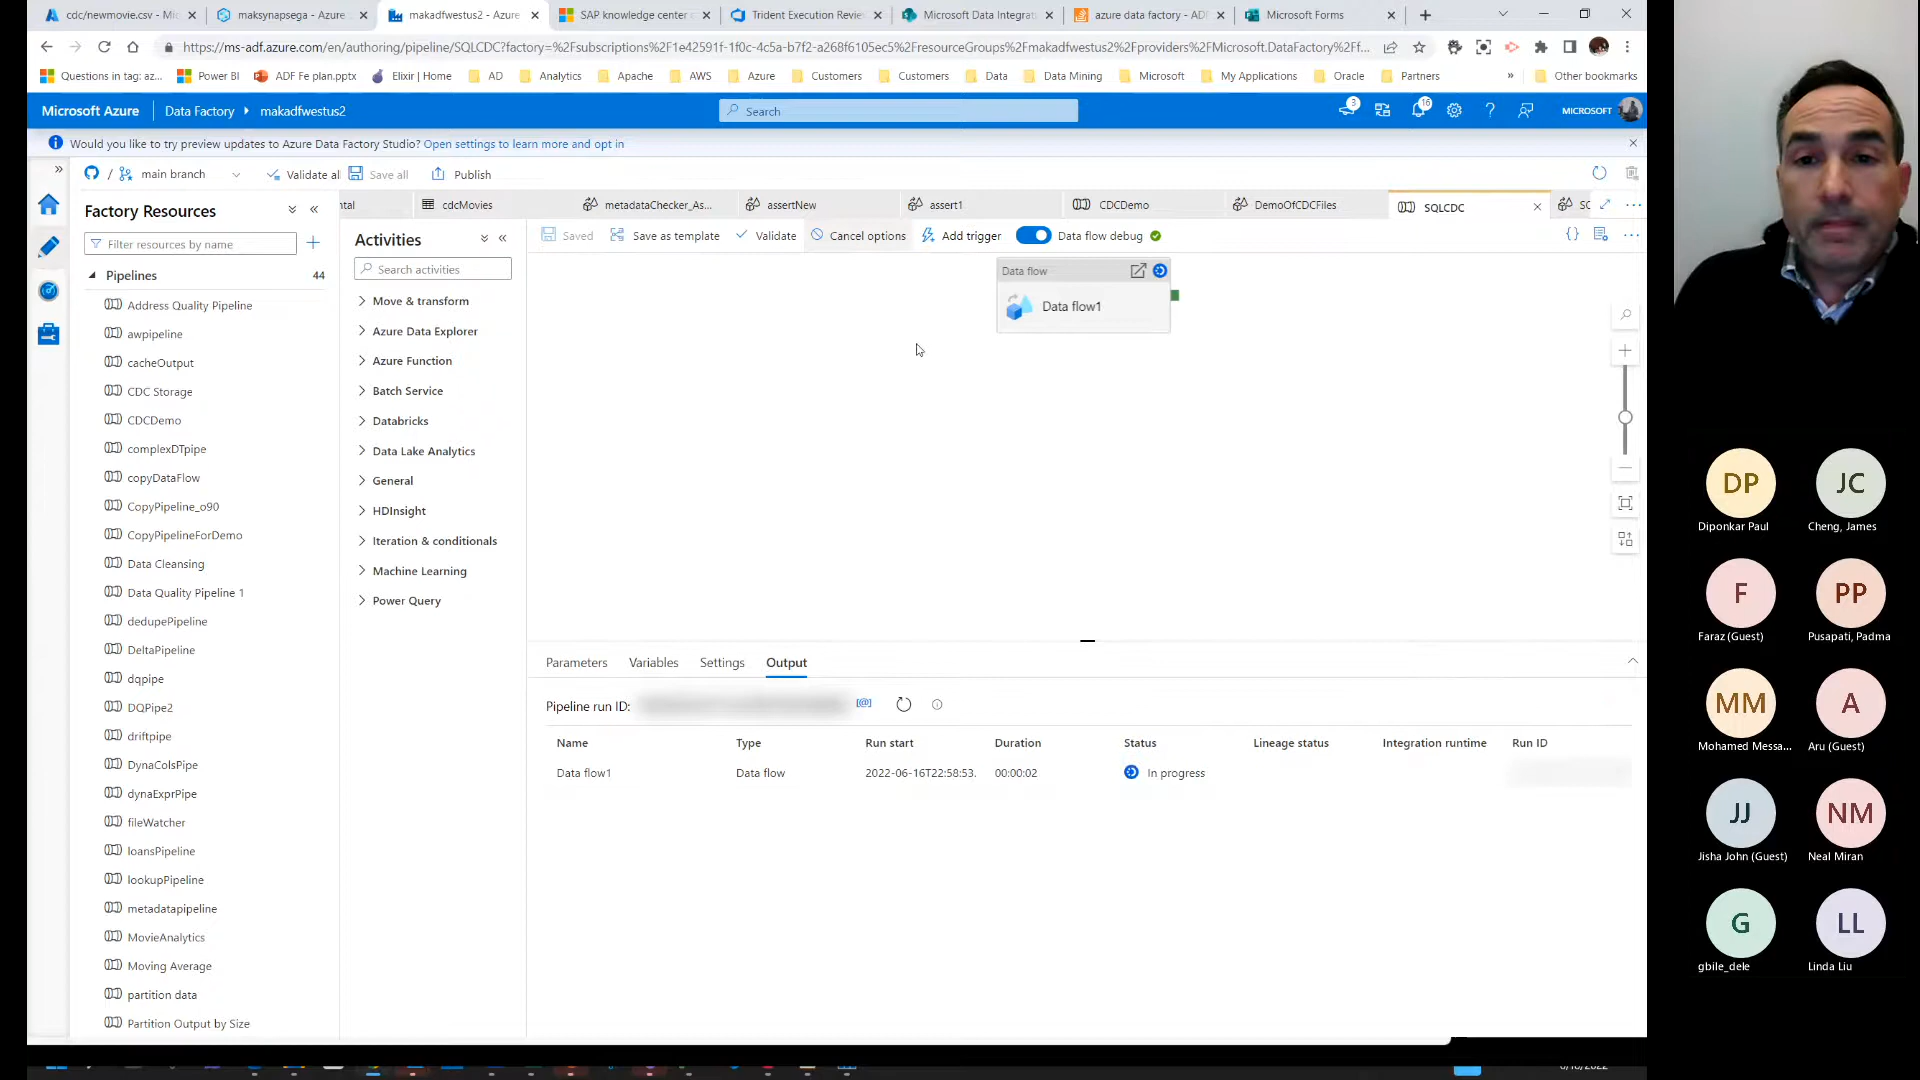 cdc/newmovie.csv - Mic
maksynapsega - Azure
makadfwestus2 - Azure
SAP knowledge center
Trident Execution Revie
Microsoft Data Integrat
azure data factory - ADF
Microsoft Forms
https://ms-adf.azure.com/en/authoring/pipeline/SQLCDC?factory=%2Fsubscriptions%2F1e42591f-1f0c-4c5a-b7f2-a268f6105ec5%2FresourceGroups%2Fmakadfwestus2%2Fproviders%2FMicrosoft.DataFactory%2Ff...
Questions in tag: az...
Power BI
ADF Fe plan.pptx
Elixir | Home
AD
Analytics
Apache
AWS
Azure
Customers
Customers
Data
Data Mining
Microsoft
My Applications
Oracle
Partners
»
Other bookmarks
Microsoft Azure
Data Factory
makadfwestus2
Search
3
16
MICROSOFT
Would you like to try preview updates to Azure Data Factory Studio? Open settings to learn more and opt in
/ main branch
Validate all
Save all
Publish
ntal
cdcMovies
metadataChecker_As...
assertNew
assert1
CDCDemo
DemoOfCDCFiles
SQLCDC
Factory Resources
Filter resources by name
Pipelines 44
Address Quality Pipeline
awpipeline
cacheOutput
CDC Storage
CDCDemo
complexDTpipe
copyDataFlow
CopyPipeline_o90
CopyPipelineForDemo
Data Cleansing
Data Quality Pipeline 1
dedupePipeline
DeltaPipeline
dqpipe
DQPipe2
driftpipe
DynaColsPipe
dynaExprPipe
fileWatcher
loansPipeline
lookupPipeline
metadatapipeline
MovieAnalytics
Moving Average
partition data
Partition Output by Size
Activities
Search activities
Move & transform
Azure Data Explorer
Azure Function
Batch Service
Databricks
Data Lake Analytics
General
HDInsight
Iteration & conditionals
Machine Learning
Power Query
Saved
Save as template
Validate
Cancel options
Add trigger
Data flow debug
Data flow
Data flow1
Parameters
Variables
Settings
Output
Pipeline run ID:
Name Type Run start Duration Status Lineage status Integration runtime Run ID
Data flow1 Data flow 2022-06-16T22:58:53. 00:00:02 In progress
DP
Diponkar Paul
JC
Cheng, James
F
Faraz (Guest)
PP
Pusapati, Padma
MM
Mohamed Messa...
A
Aru (Guest)
JJ
Jisha John (Guest)
NM
Neal Miran
G
gbile_dele
LL
Linda Liu